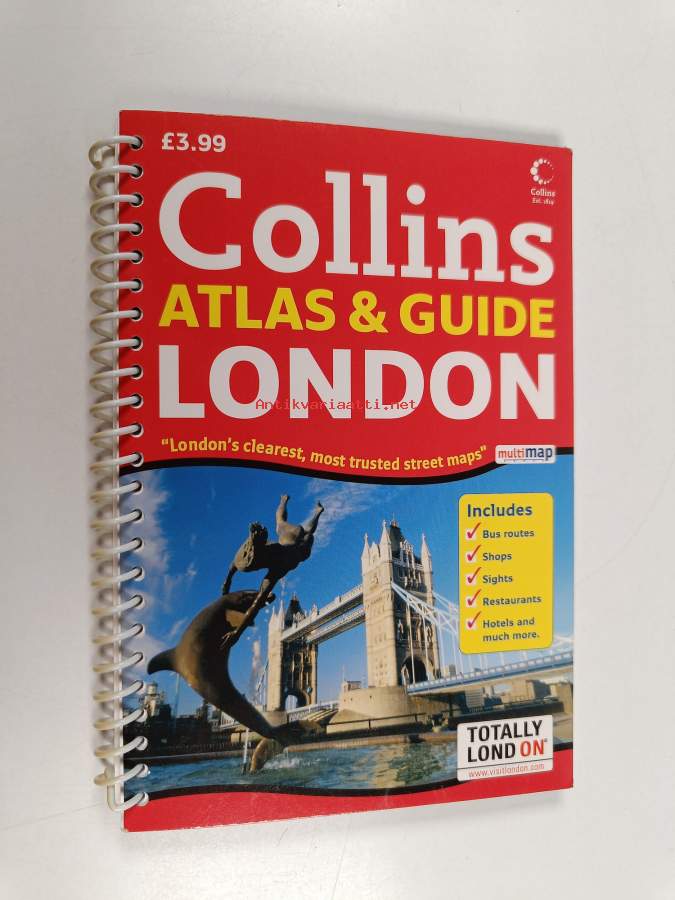 £3.99
Collins
Est. 1819
Collins
ATLAS & GUIDE
LONDON
Antikvariaatti.net
"London's clearest, most trusted street maps"
multimap
Includes
Bus routes
Shops
Sights
Restaurants
Hotels and
much more.
TOTALLY
LONDON
www.visitlondon.com